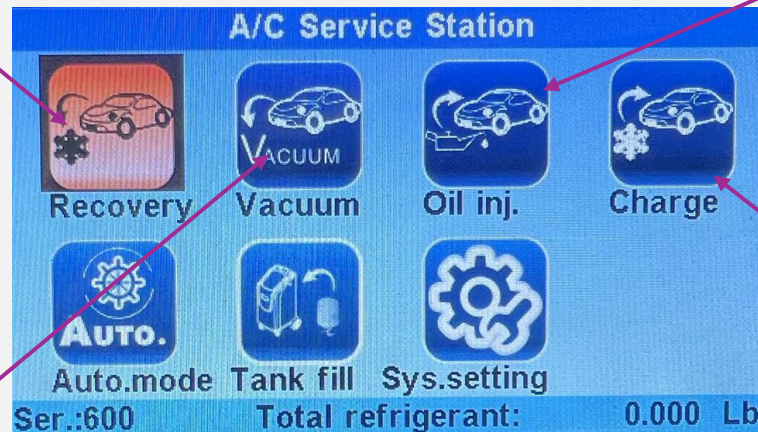 A/C Service Station
VACUUM
Recovery Vacuum Oil inj. Charge
AUTO.
Auto.mode Tank fill Sys.setting
Ser.:600 Total refrigerant: 0.000 Lb